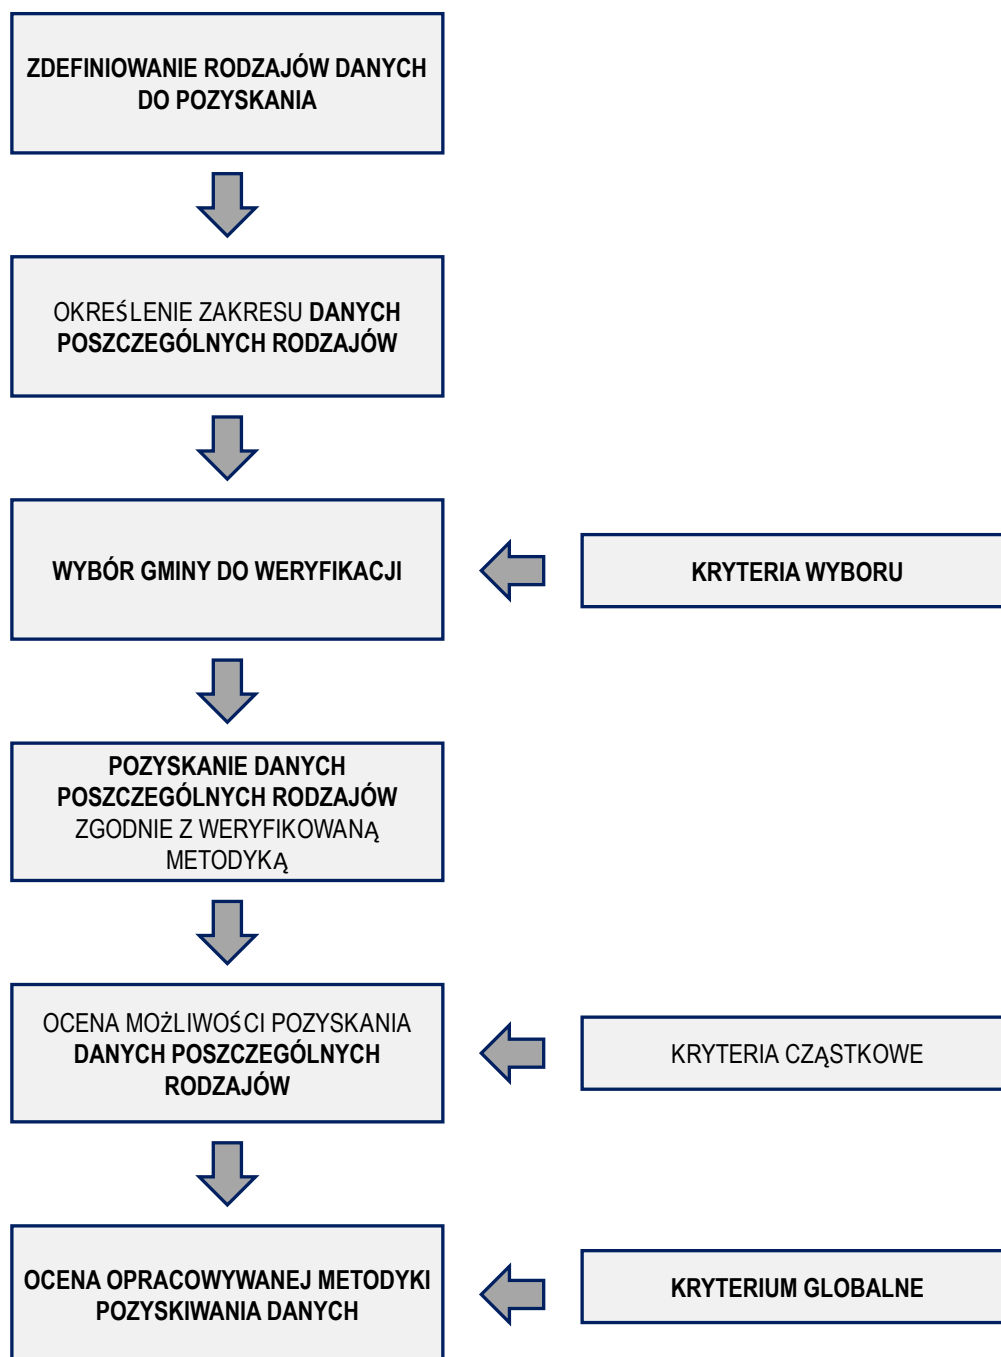 ZDEFINIOWANIE RODZAJÓW DANYCH
DO POZYSKANIA
OKREŚLENIE ZAKRESU DANYCH
POSZCZEGÓLNYCH RODZAJÓW
WYBÓR GMINY DO WERYFIKACJI
KRYTERIA WYBORU
POZYSKANIE DANYCH
POSZCZEGÓLNYCH RODZAJÓW
ZGODNIE Z WERYFIKOWANĄ
METODYKĄ
OCENA MOŻLIWOŚCI POZYSKANIA
DANYCH POSZCZEGÓLNYCH
RODZAJÓW
KRYTERIA CZĄSTKOWE
OCENA OPRACOWYWANEJ METODYKI
POZYSKIWANIA DANYCH
KRYTERIUM GLOBALNE